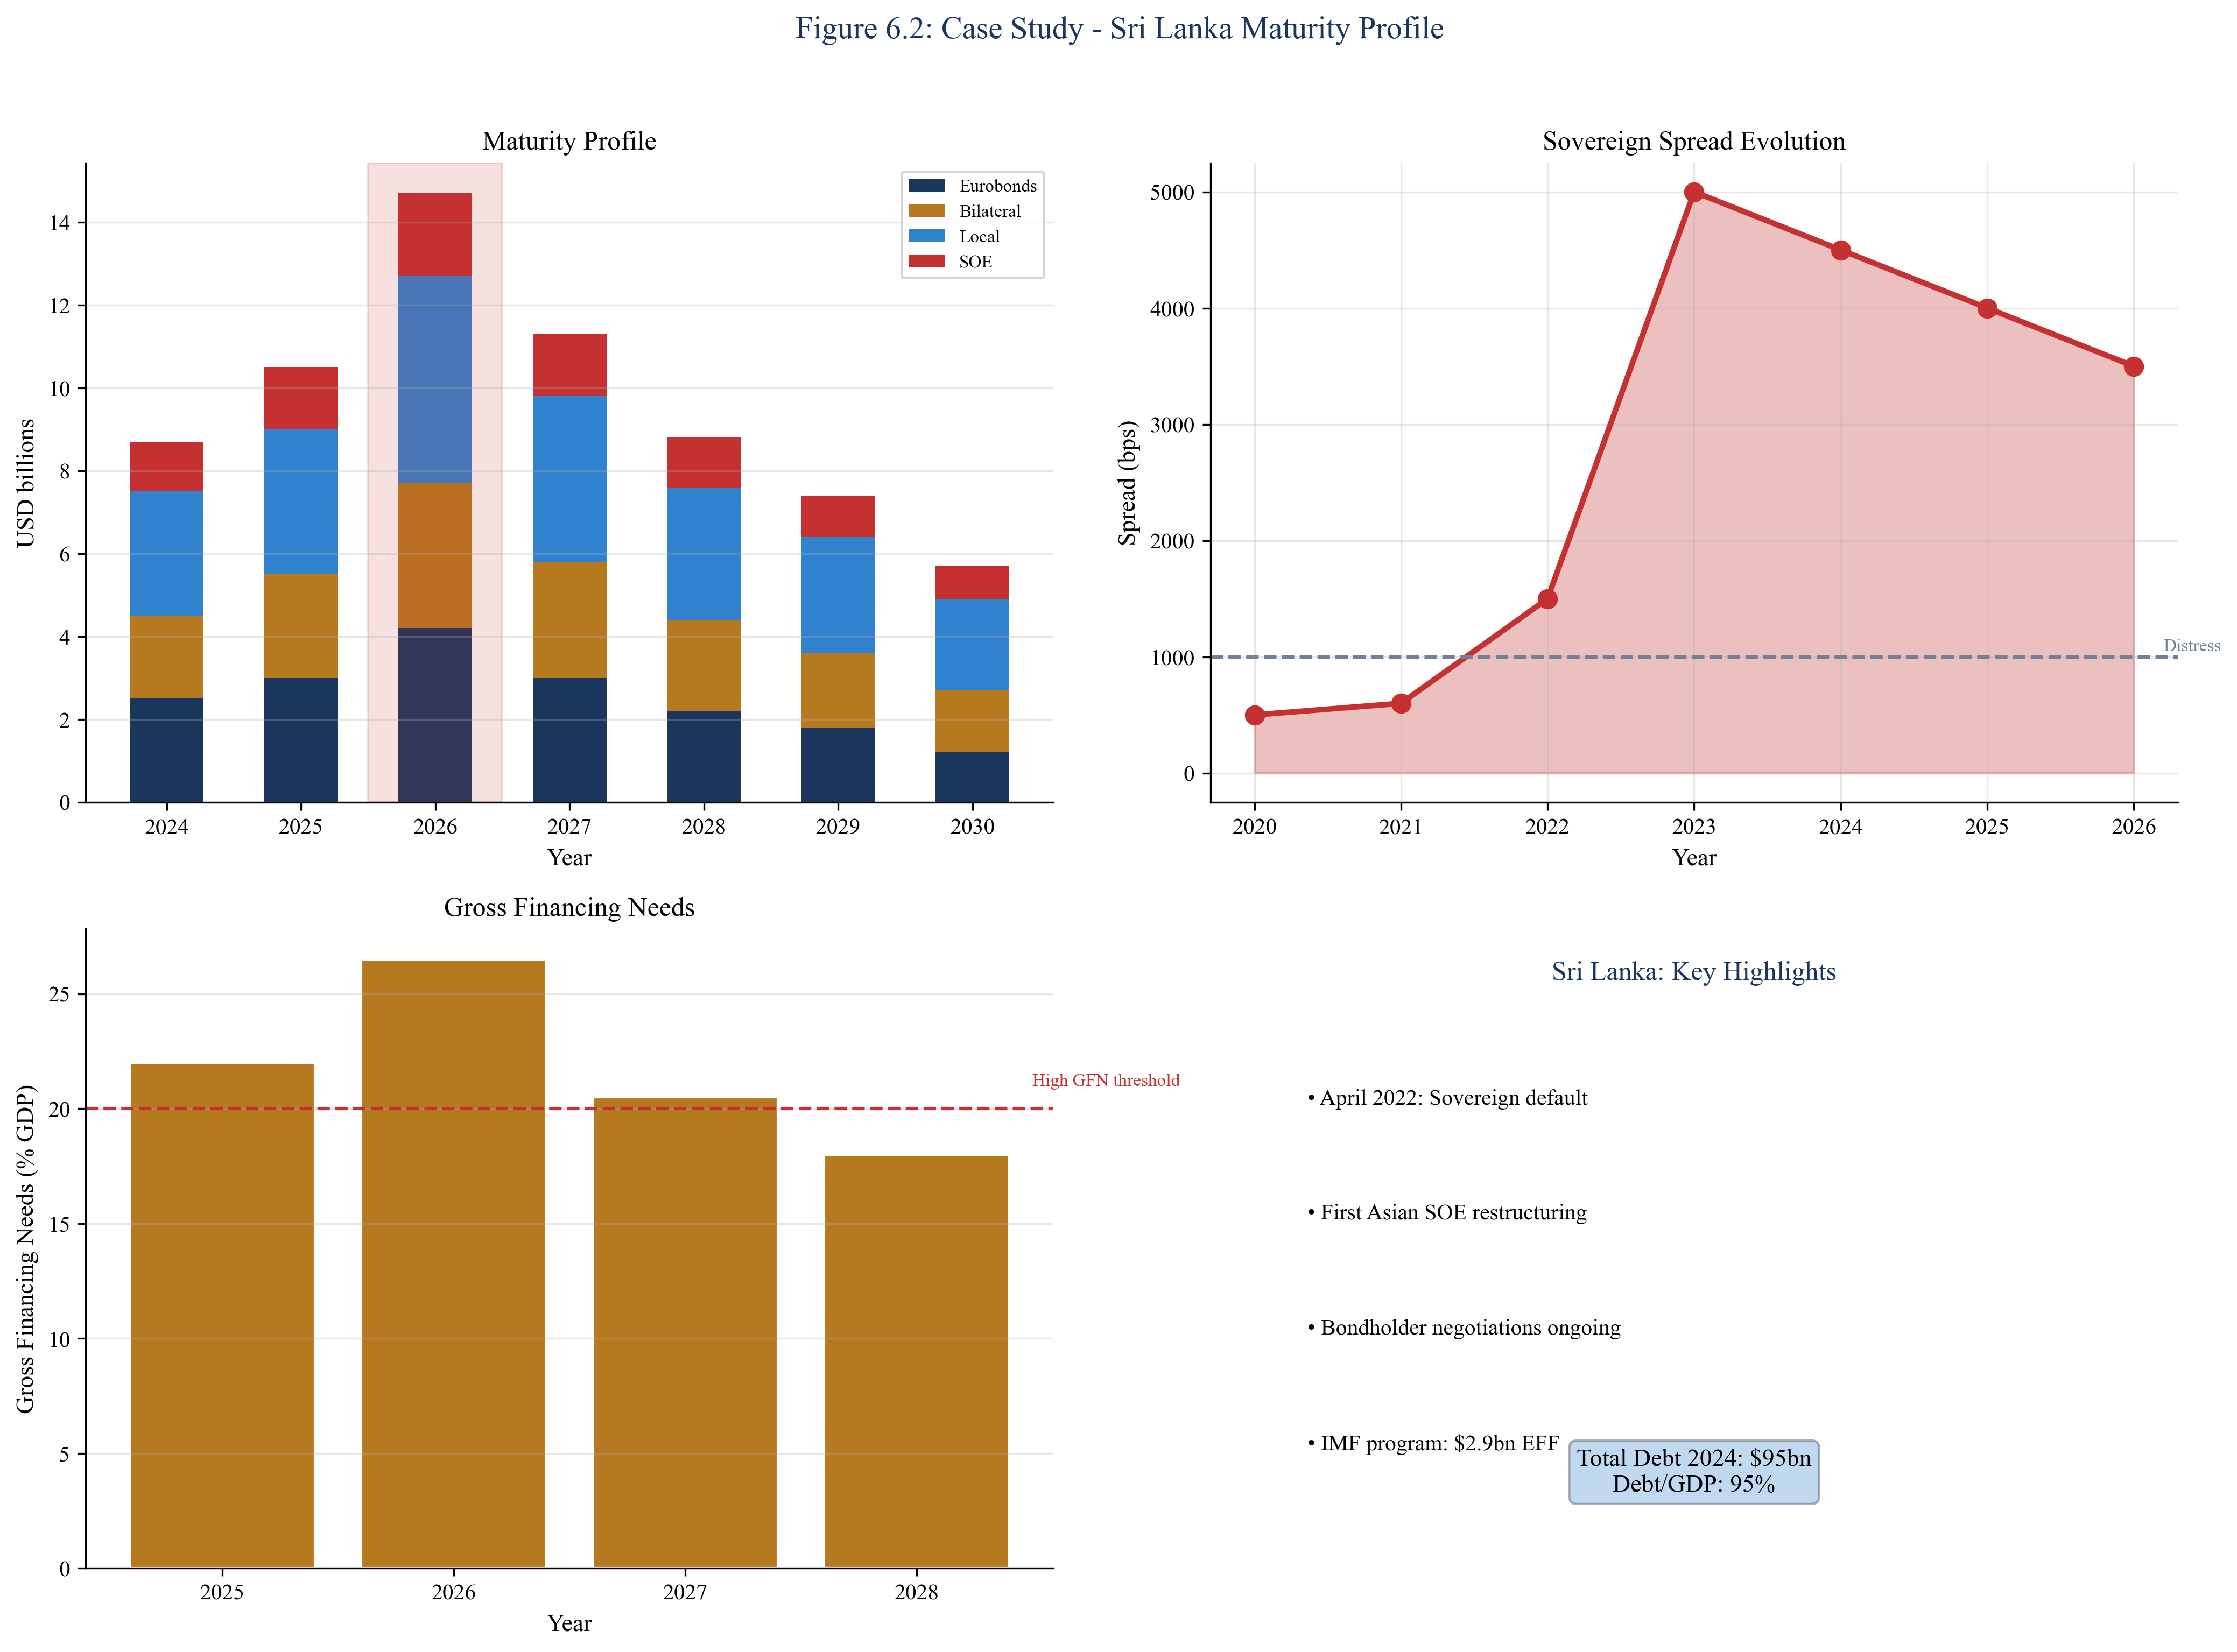 Figure 6.2: Case Study - Sri Lanka Maturity Profile
Maturity Profile
USD billions
14
12
10
8
6
4
2
0
Eurobonds
Bilateral
Local
SOE
2024 2025 2026 2027 2028 2029 2030
Year
Sovereign Spread Evolution
Spread (bps)
5000
4000
3000
2000
1000
0
Distress
2020 2021 2022 2023 2024 2025 2026
Year
Gross Financing Needs
Gross Financing Needs (% GDP)
25
20
15
10
5
0
High GFN threshold
2025 2026 2027 2028
Year
Sri Lanka: Key Highlights
• April 2022: Sovereign default
• First Asian SOE restructuring
• Bondholder negotiations ongoing
• IMF program: $2.9bn EFF
Total Debt 2024: $95bn
Debt/GDP: 95%